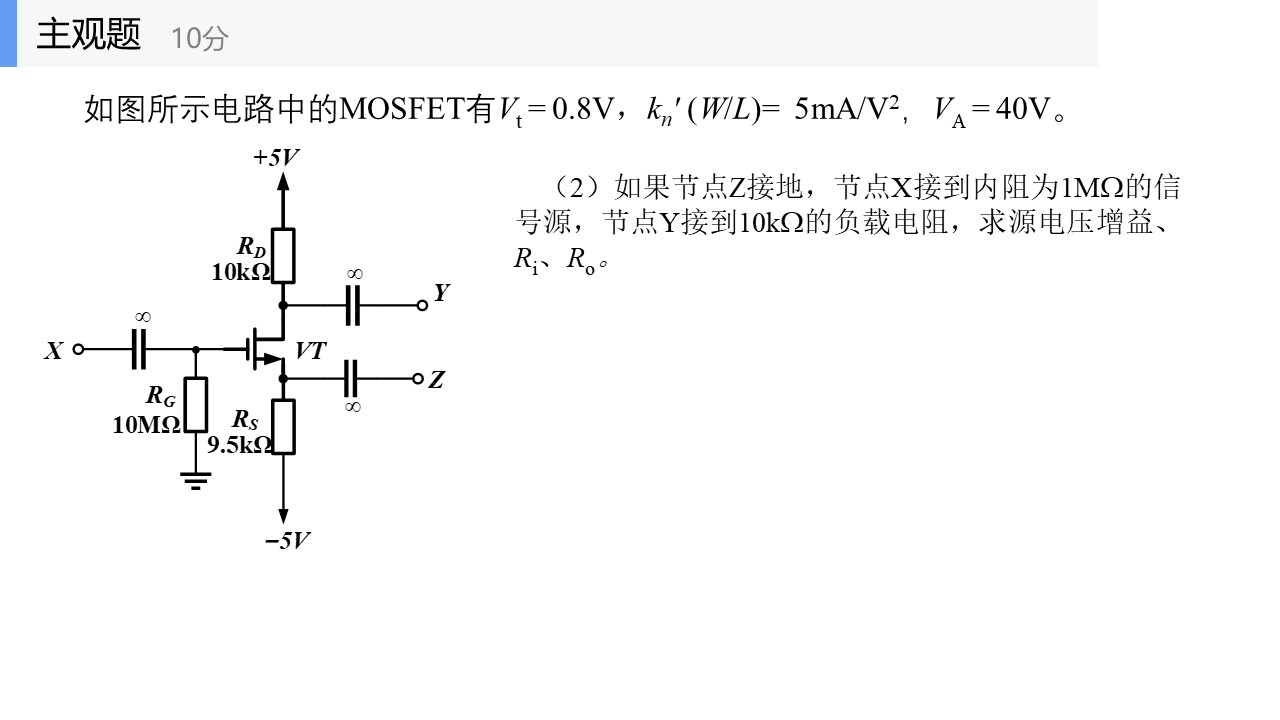 主观题 10分
如图所示电路中的MOSFET有Vt = 0.8V，kn′(W/L)= 5mA/V²，VA = 40V。
+5V
（2）如果节点Z接地，节点X接到内阻为1MΩ的信
号源，节点Y接到10kΩ的负载电阻，求源电压增益、
Ri、Ro。
RD
10kΩ
∞
Y
∞
X
VT
Z
RG
10MΩ
∞
RS
9.5kΩ
−5V